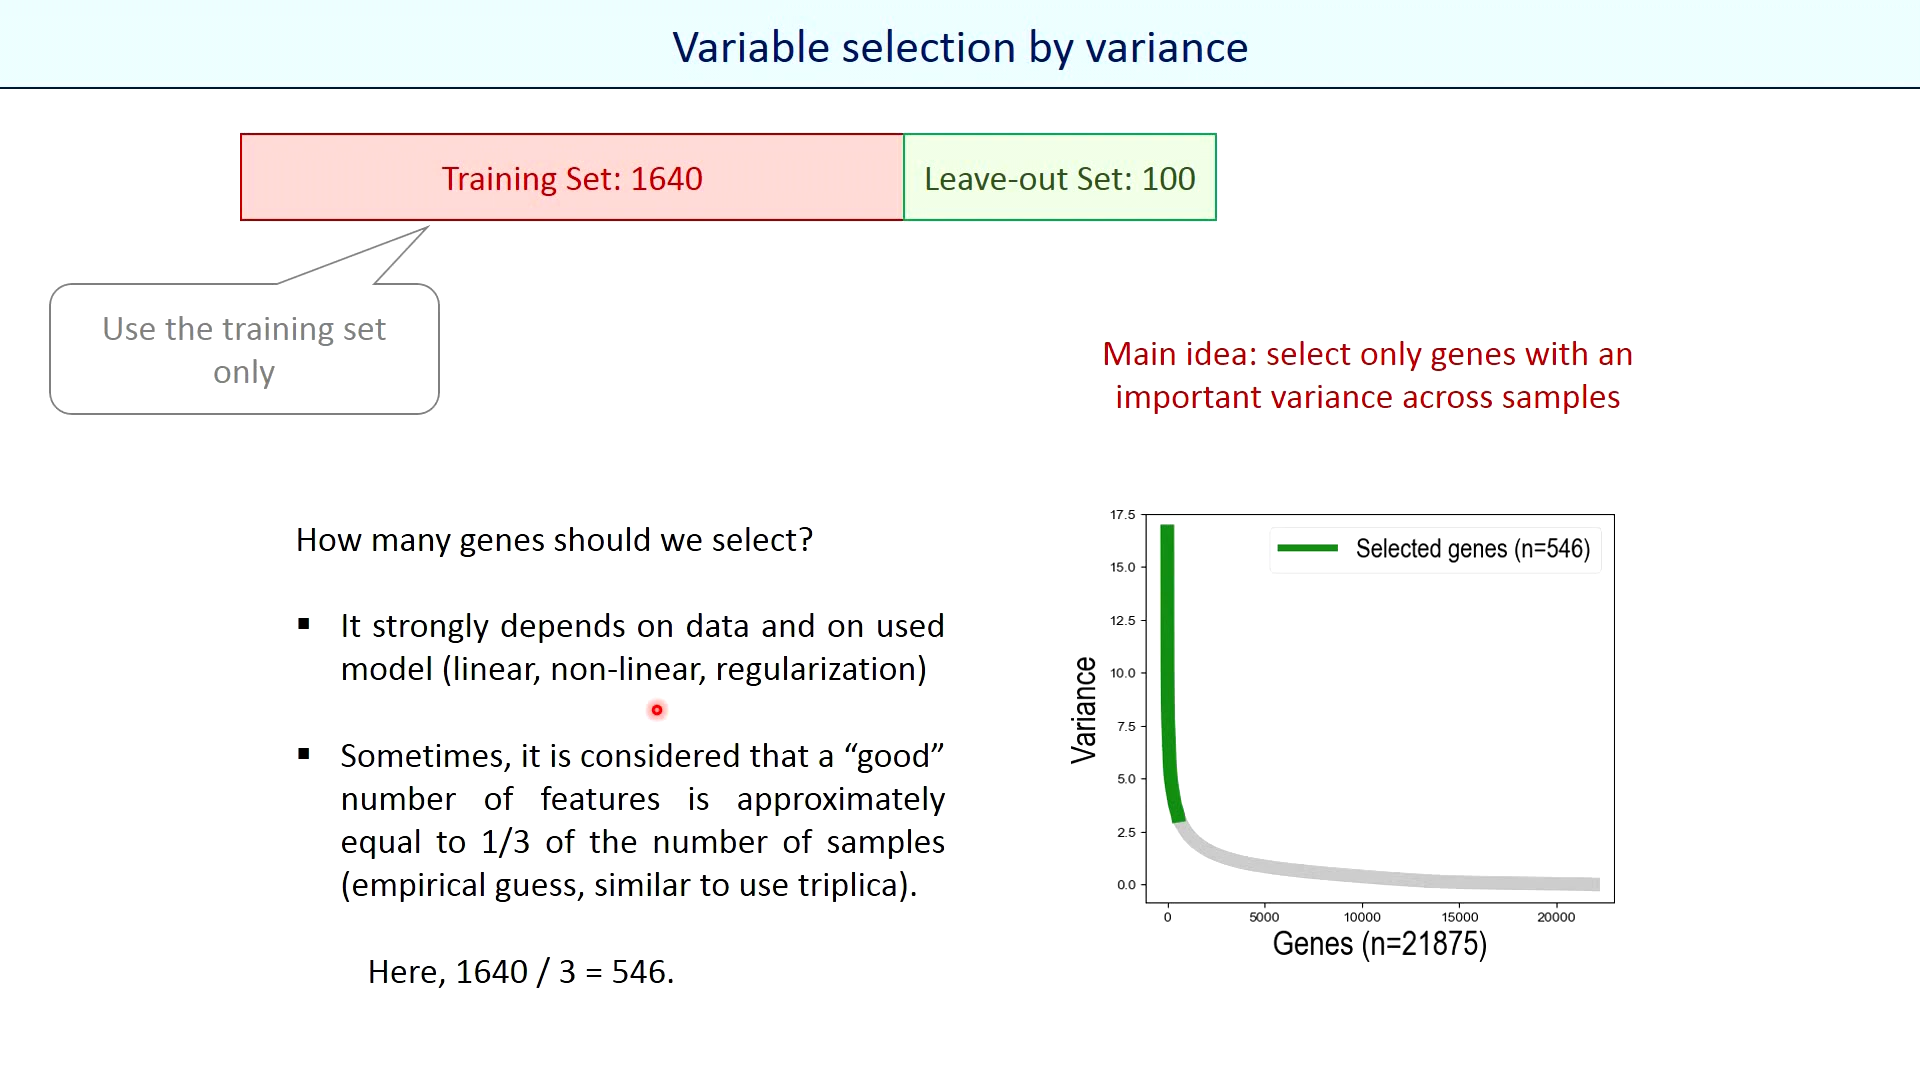 Variable selection by variance
Training Set: 1640
Leave-out Set: 100
Use the training set
only
Main idea: select only genes with an
important variance across samples
How many genes should we select?
▪ It strongly depends on data and on used
model (linear, non-linear, regularization)
▪ Sometimes, it is considered that a “good”
number of features is approximately
equal to 1/3 of the number of samples
(empirical guess, similar to use triplica).
Here, 1640 / 3 = 546.
17.5
15.0
12.5
10.0
7.5
5.0
2.5
0.0
Variance
Selected genes (n=546)
0 5000 10000 15000 20000
Genes (n=21875)